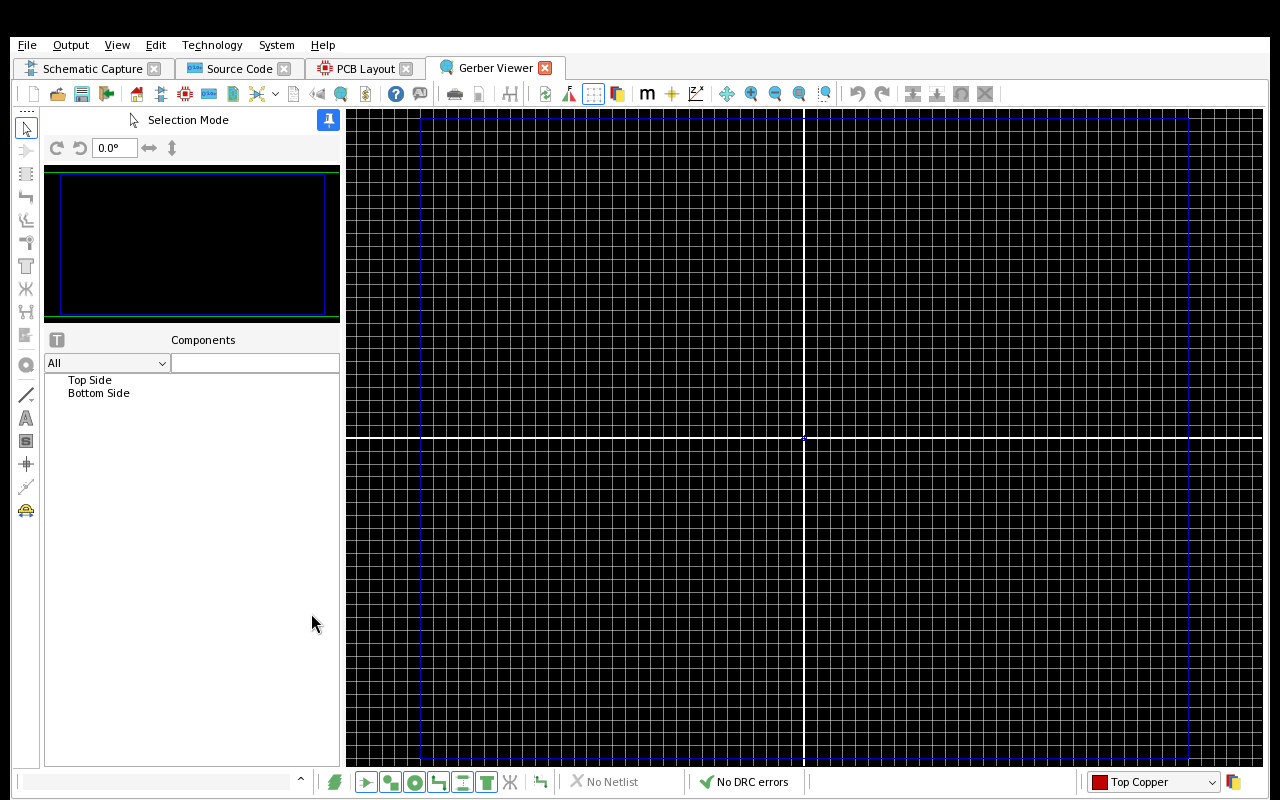 File Output View Edit Technology System Help
Schematic Capture Source Code PCB Layout Gerber Viewer
m
Selection Mode
0.0°
Components
All
Top Side
Bottom Side
No Netlist No DRC errors Top Copper